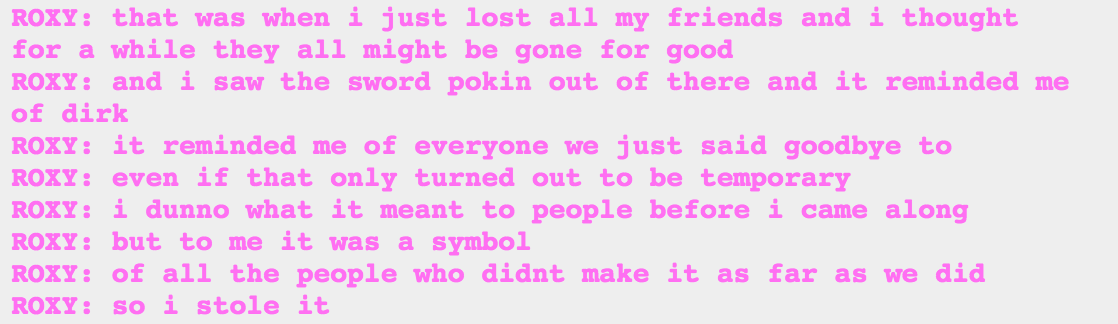 ROXY: that was when i just lost all my friends and i thought
for a while they all might be gone for good
ROXY: and i saw the sword pokin out of there and it reminded me
of dirk
ROXY: it reminded me of everyone we just said goodbye to
ROXY: even if that only turned out to be temporary
ROXY: i dunno what it meant to people before i came along
ROXY: but to me it was a symbol
ROXY: of all the people who didnt make it as far as we did
ROXY: so i stole it